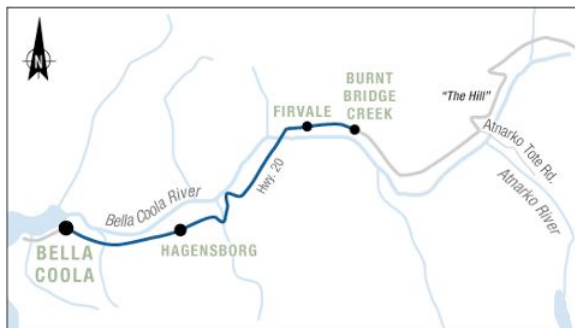 N
BURNT
BRIDGE
CREEK
FIRVALE
"The Hill"
Atnarko Tote Rd.
Atnarko River
Hwy. 20
Bella Coola River
HAGENSBORG
BELLA
COOLA